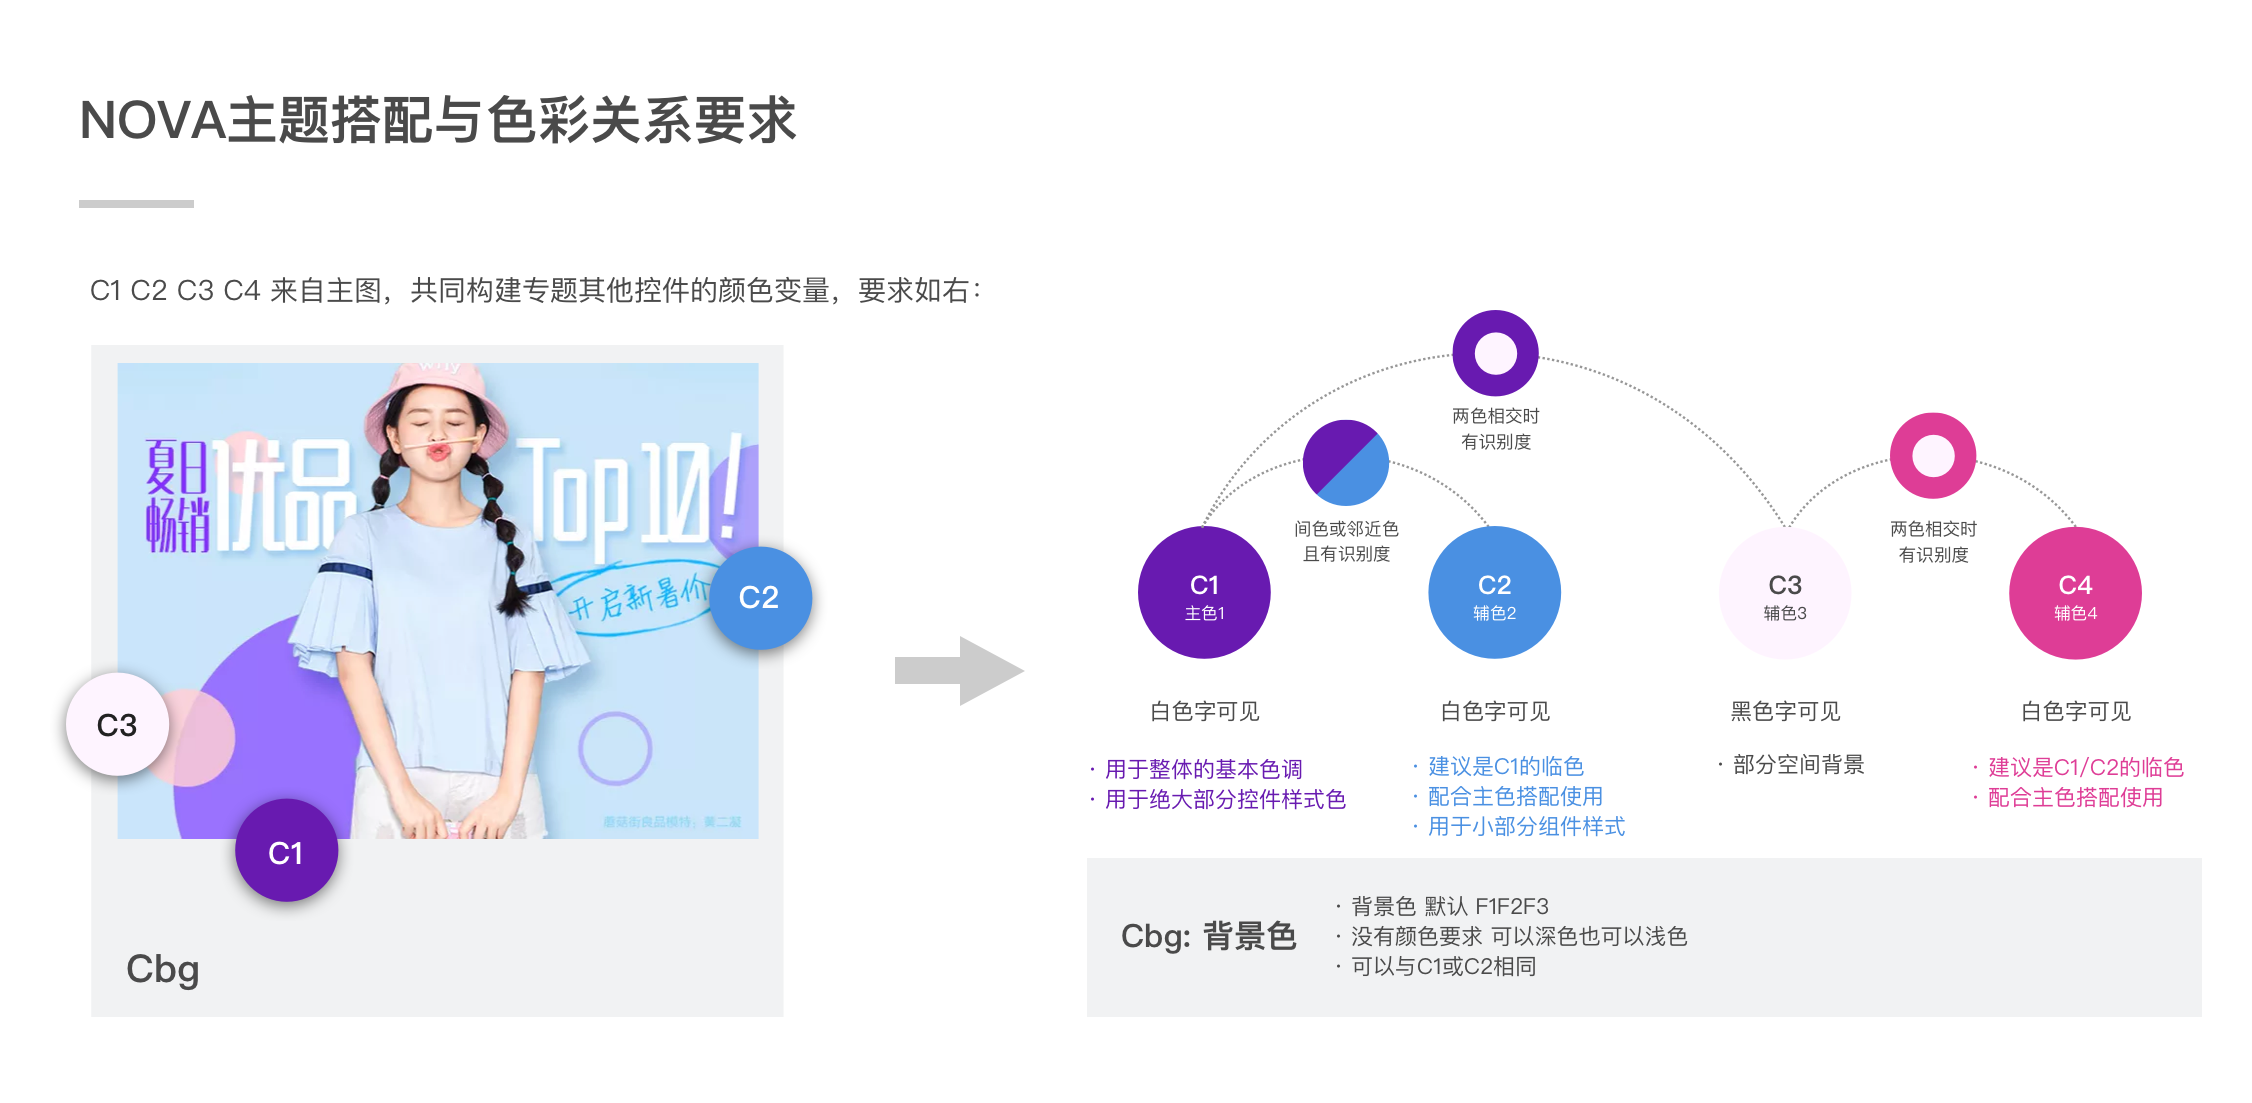 NOVA主题搭配与色彩关系要求
C1 C2 C3 C4 来自主图，共同构建专题其他控件的颜色变量，要求如右：
why
夏日
畅销
优品
Top10!
开启新暑价
C2
C3
C1
蘑菇街良品模特：黄二凝
Cbg
两色相交时
有识别度
间色或邻近色
且有识别度
两色相交时
有识别度
C1
主色1
C2
辅色2
C3
辅色3
C4
辅色4
白色字可见
白色字可见
黑色字可见
白色字可见
· 用于整体的基本色调
· 用于绝大部分控件样式色
· 建议是C1的临色
· 配合主色搭配使用
· 用于小部分组件样式
· 部分空间背景
· 建议是C1/C2的临色
· 配合主色搭配使用
Cbg: 背景色
· 背景色 默认 F1F2F3
· 没有颜色要求 可以深色也可以浅色
· 可以与C1或C2相同